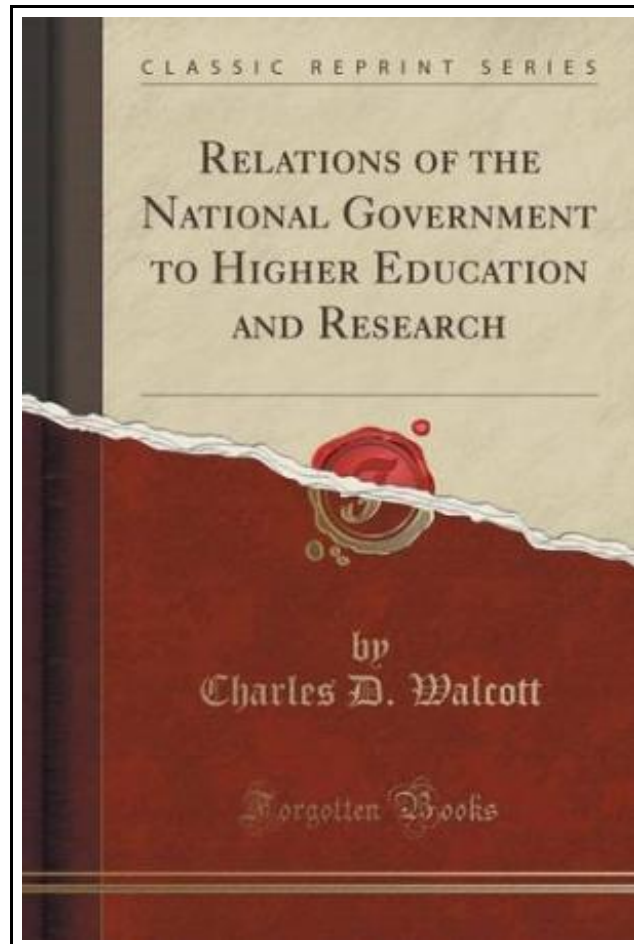 CLASSIC REPRINT SERIES
RELATIONS OF THE
NATIONAL GOVERNMENT
TO HIGHER EDUCATION
AND RESEARCH
by
Charles D. Walcott
Forgotten Books